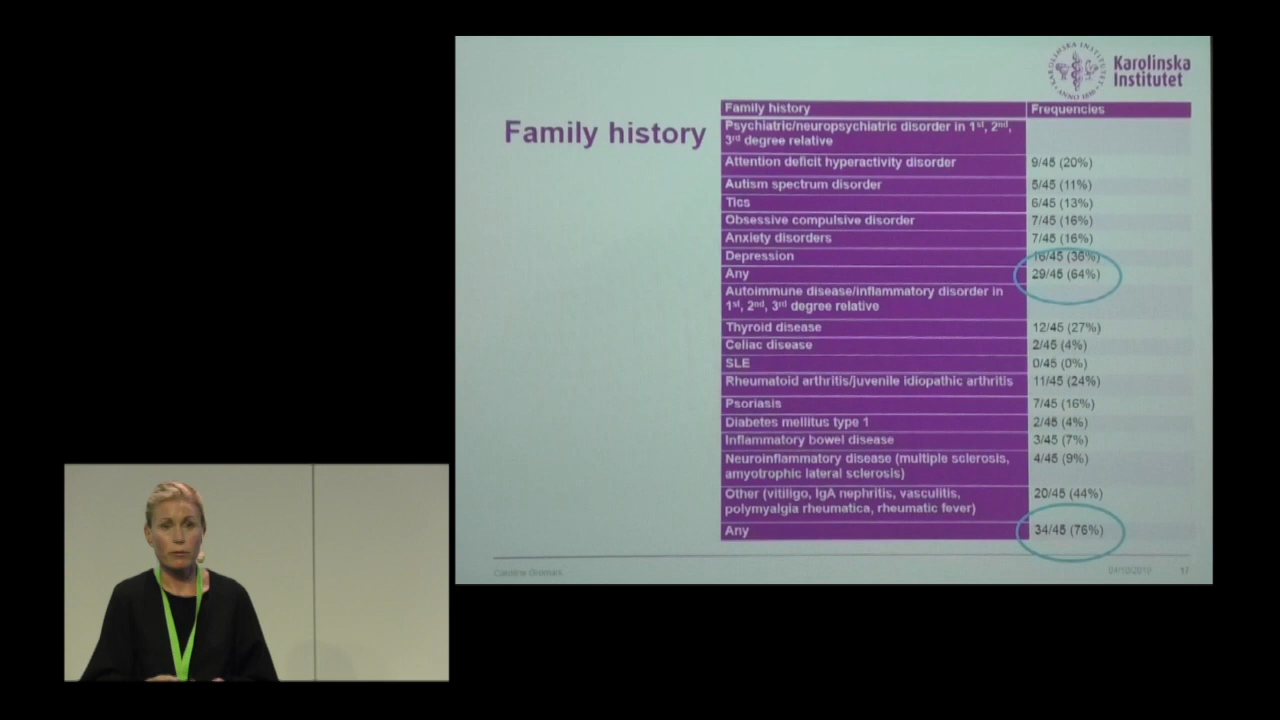 Karolinska
Institutet
KAROLINSKA INSTITUTET
ANNO 1810
Family history
Family history Frequencies
Psychiatric/neuropsychiatric disorder in 1st, 2nd,
3rd degree relative
Attention deficit hyperactivity disorder 9/45 (20%)
Autism spectrum disorder 5/45 (11%)
Tics 6/45 (13%)
Obsessive compulsive disorder 7/45 (16%)
Anxiety disorders 7/45 (16%)
Depression 16/45 (36%)
Any 29/45 (64%)
Autoimmune disease/inflammatory disorder in
1st, 2nd, 3rd degree relative
Thyroid disease 12/45 (27%)
Celiac disease 2/45 (4%)
SLE 0/45 (0%)
Rheumatoid arthritis/juvenile idiopathic arthritis 11/45 (24%)
Psoriasis 7/45 (16%)
Diabetes mellitus type 1 2/45 (4%)
Inflammatory bowel disease 3/45 (7%)
Neuroinflammatory disease (multiple sclerosis, 4/45 (9%)
amyotrophic lateral sclerosis)
Other (vitiligo, IgA nephritis, vasculitis, 20/45 (44%)
polymyalgia rheumatica, rheumatic fever)
Any 34/45 (76%)
17